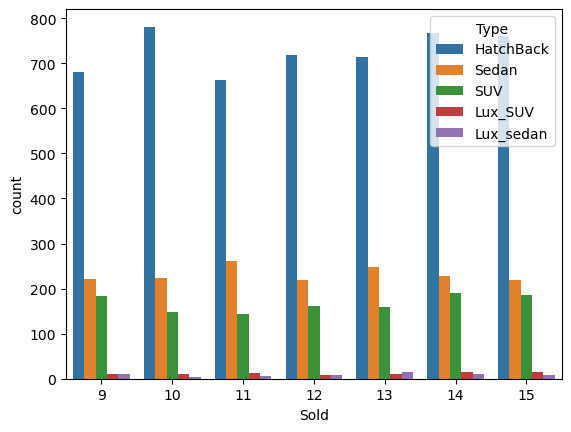 800
700
600
500
400
300
200
100
0
count
Type
HatchBack
Sedan
SUV
Lux_SUV
Lux_sedan
9 10 11 12 13 14 15
Sold